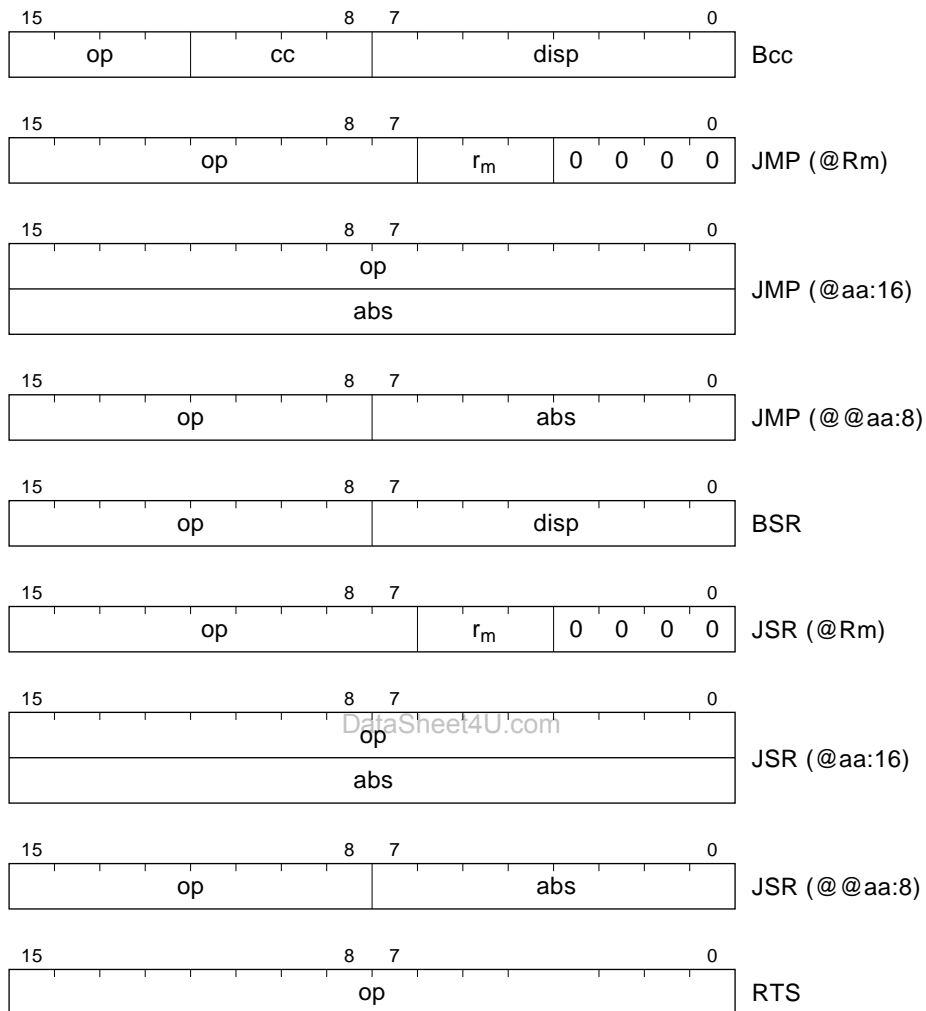 15 8 7 0
op cc disp Bcc
15 8 7 0
op rm 0 0 0 0 JMP (@Rm)
15 8 7 0
op
abs
JMP (@aa:16)
15 8 7 0
op abs JMP (@@aa:8)
15 8 7 0
op disp BSR
15 8 7 0
op rm 0 0 0 0 JSR (@Rm)
15 8 7 0
DataSheet4U.com
op
abs
JSR (@aa:16)
15 8 7 0
op abs JSR (@@aa:8)
15 8 7 0
op RTS